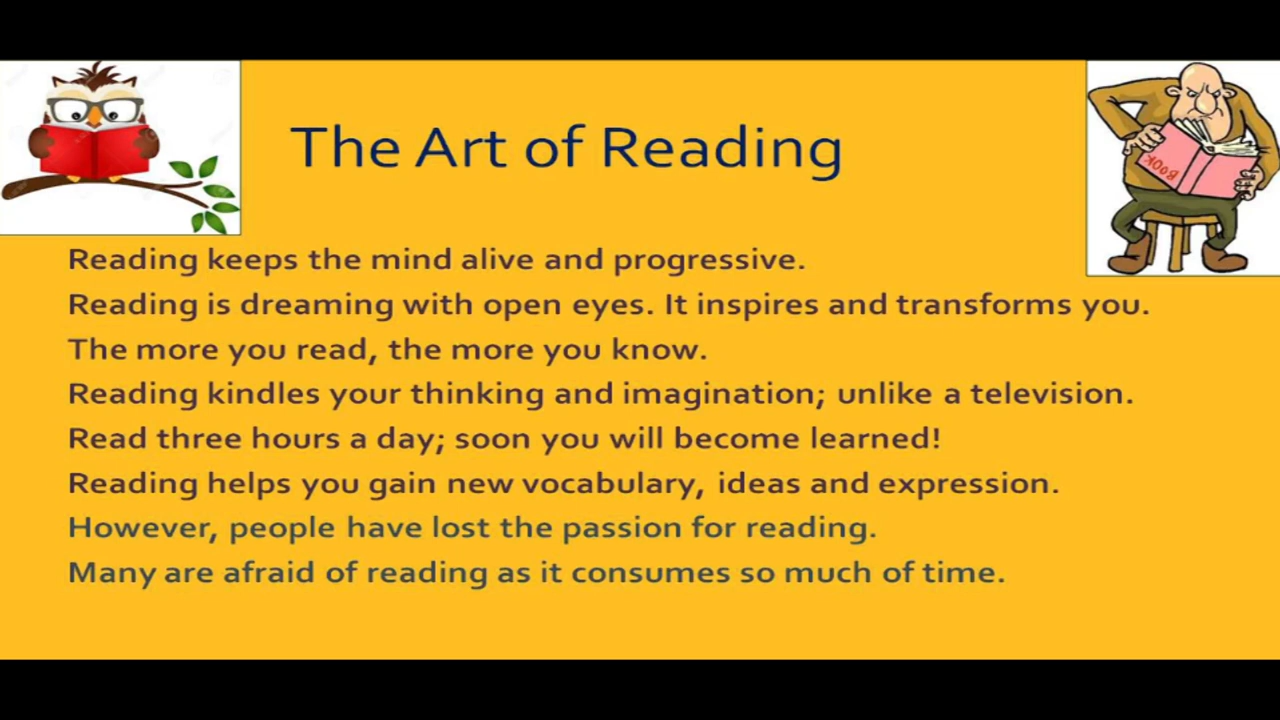 The Art of Reading
BOOK
Reading keeps the mind alive and progressive.
Reading is dreaming with open eyes. It inspires and transforms you.
The more you read, the more you know.
Reading kindles your thinking and imagination; unlike a television.
Read three hours a day; soon you will become learned!
Reading helps you gain new vocabulary, ideas and expression.
However, people have lost the passion for reading.
Many are afraid of reading as it consumes so much of time.